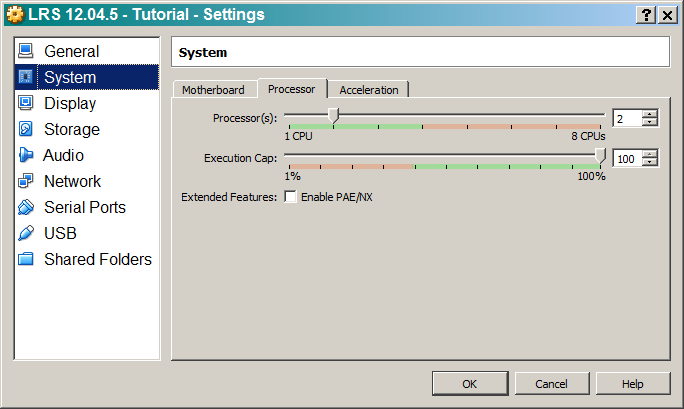 LRS 12.04.5 - Tutorial - Settings
General
System
Display
Storage
Audio
Network
Serial Ports
USB
Shared Folders
System
Motherboard Processor Acceleration
Processor(s): 2
1 CPU 8 CPUs
Execution Cap: 100
1% 100%
Extended Features: Enable PAE/NX
OK Cancel Help